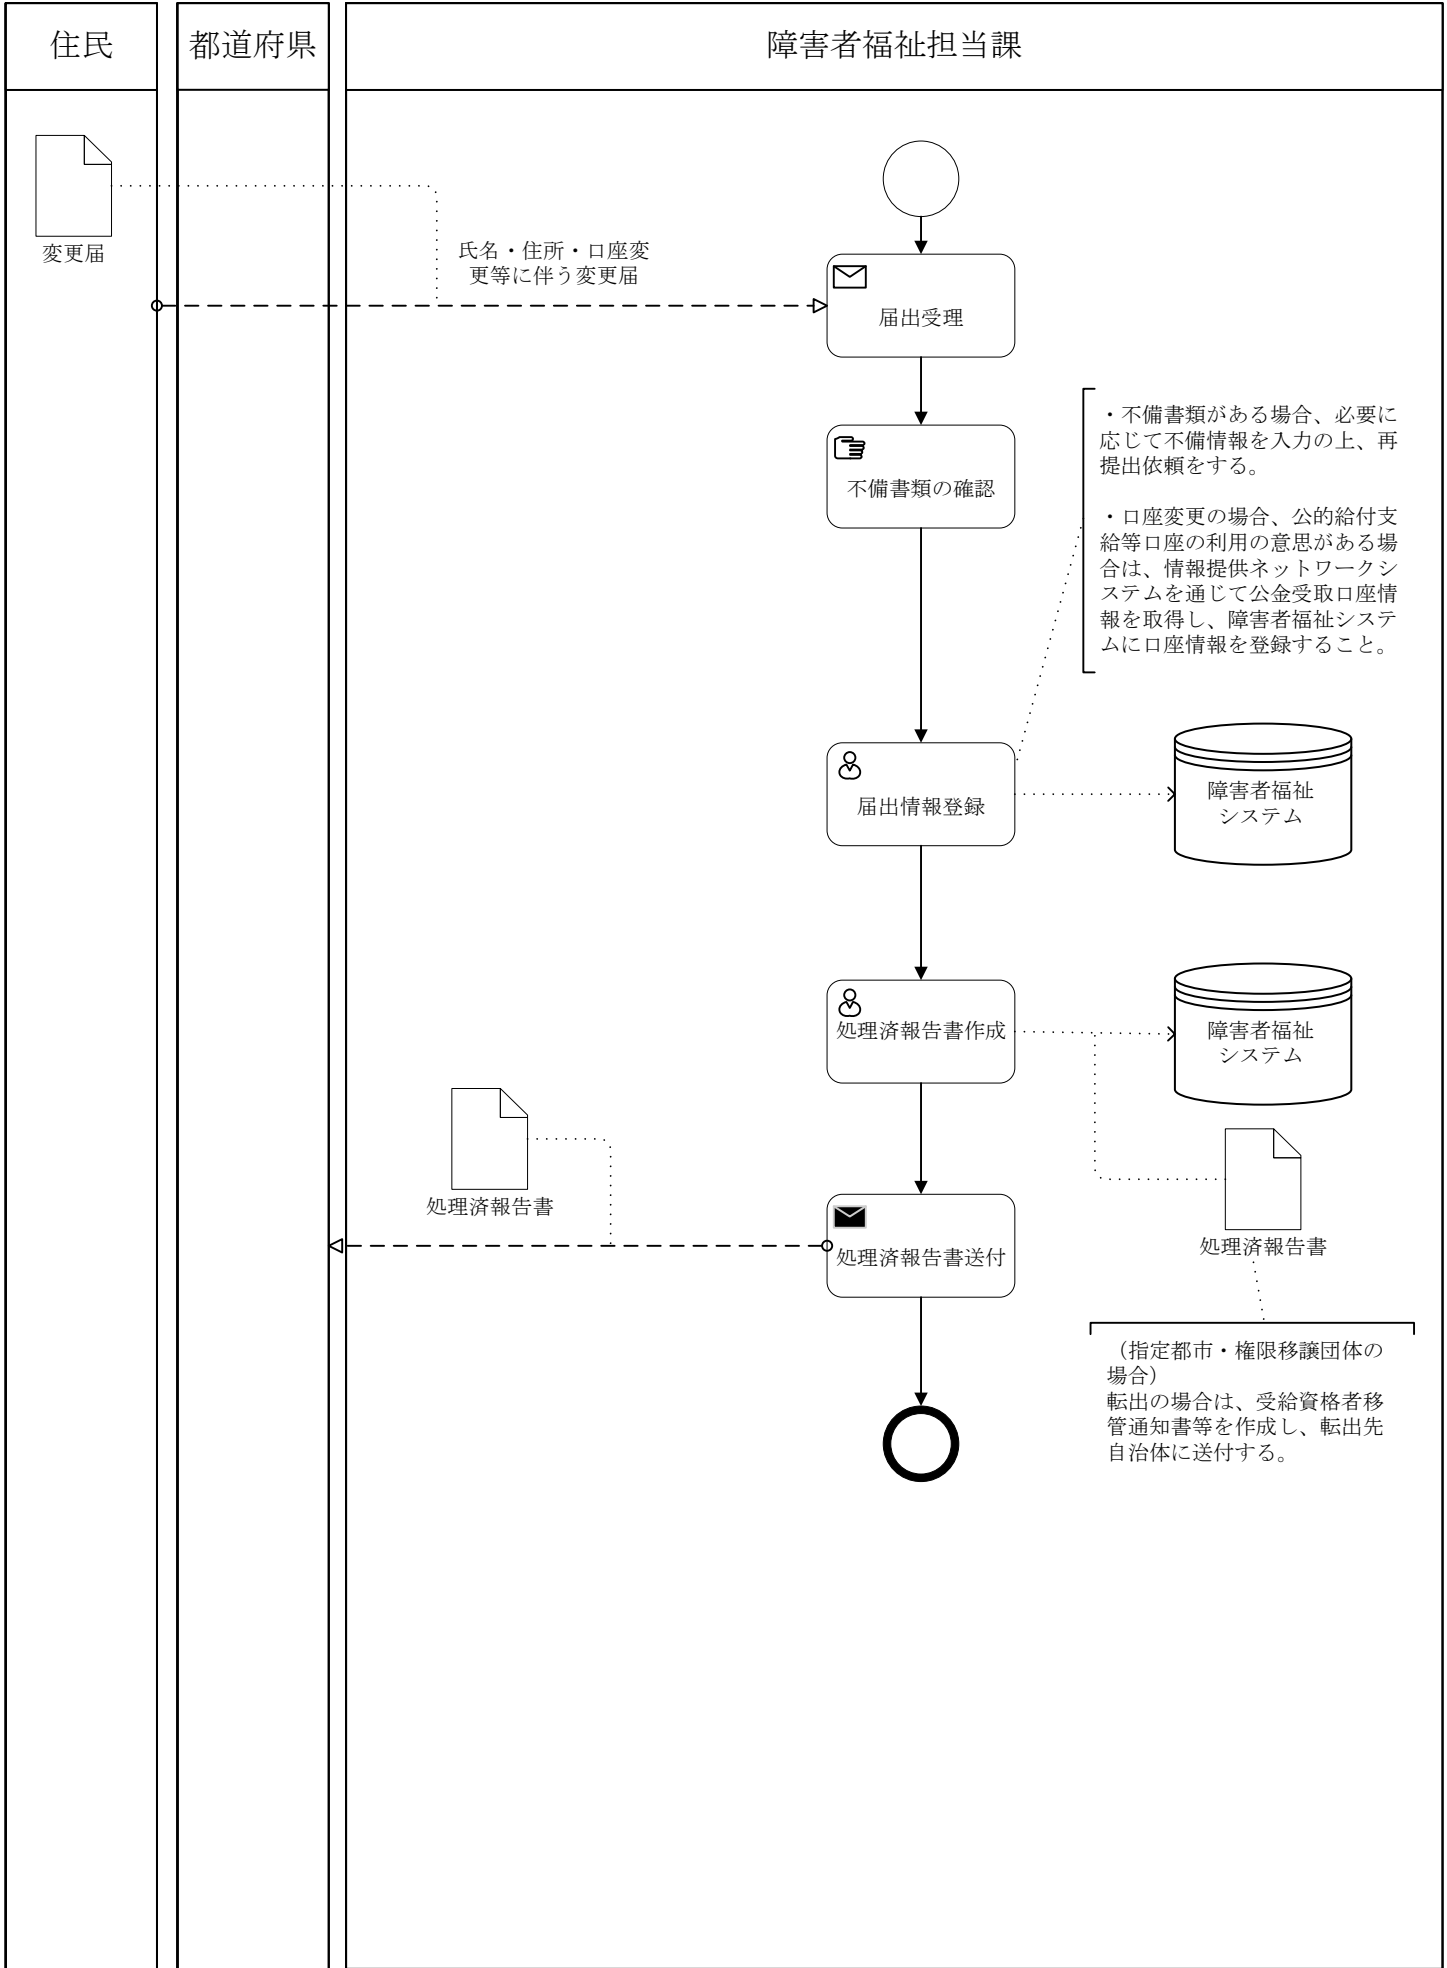 住民
都道府県
障害者福祉担当課
変更届
氏名・住所・口座変
更等に伴う変更届
届出受理
不備書類の確認
・不備書類がある場合、必要に
応じて不備情報を入力の上、再
提出依頼をする。
・口座変更の場合、公的給付支
給等口座の利用の意思がある場
合は、情報提供ネットワークシ
ステムを通じて公金受取口座情
報を取得し、障害者福祉システ
ムに口座情報を登録すること。
届出情報登録
障害者福祉
システム
処理済報告書作成
障害者福祉
システム
処理済報告書
処理済報告書送付
処理済報告書
（指定都市・権限移譲団体の
場合）
転出の場合は、受給資格者移
管通知書等を作成し、転出先
自治体に送付する。